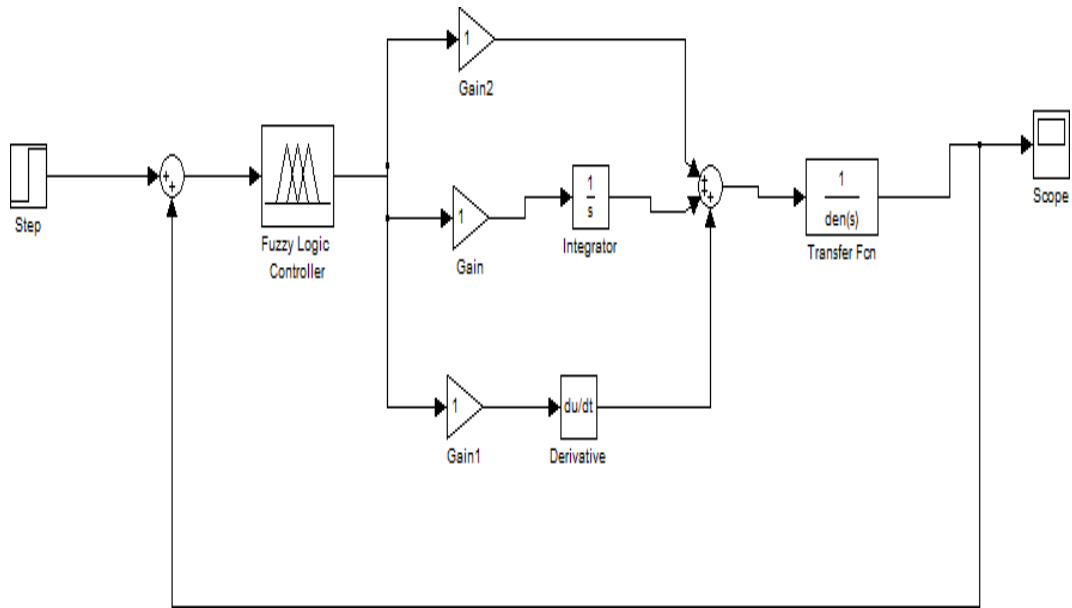 1
Gain2
+
+
Step
Fuzzy Logic
Controller
1
Gain
1
s
Integrator
+
+
+
1
den(s)
Transfer Fcn
Scope
1
Gain1
du/dt
Derivative